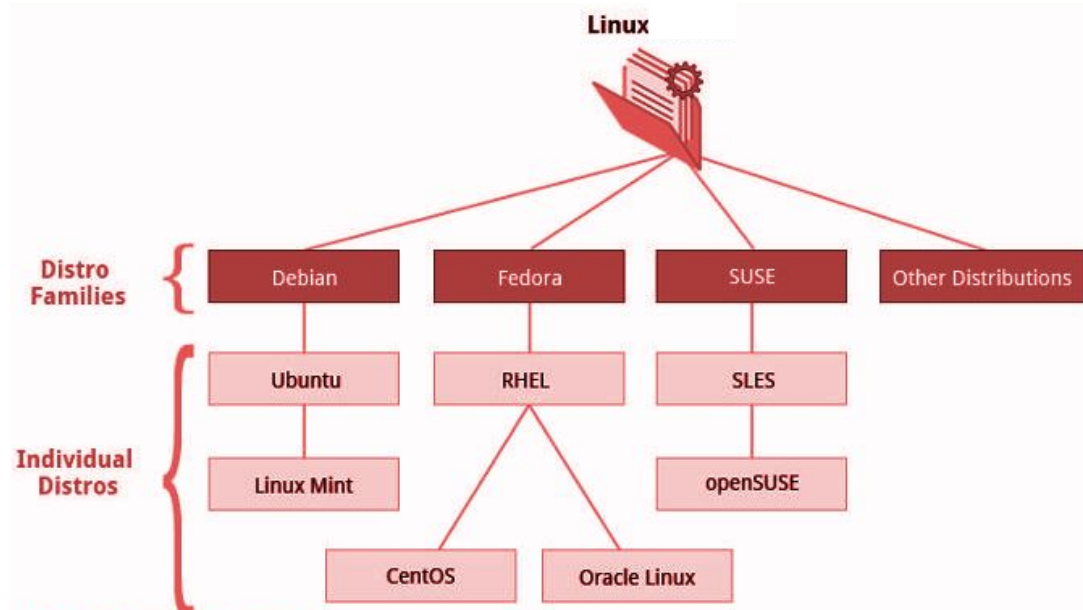 Linux
Distro
Families
Debian
Fedora
SUSE
Other Distributions
Individual
Distros
Ubuntu
RHEL
SLES
Linux Mint
openSUSE
CentOS
Oracle Linux